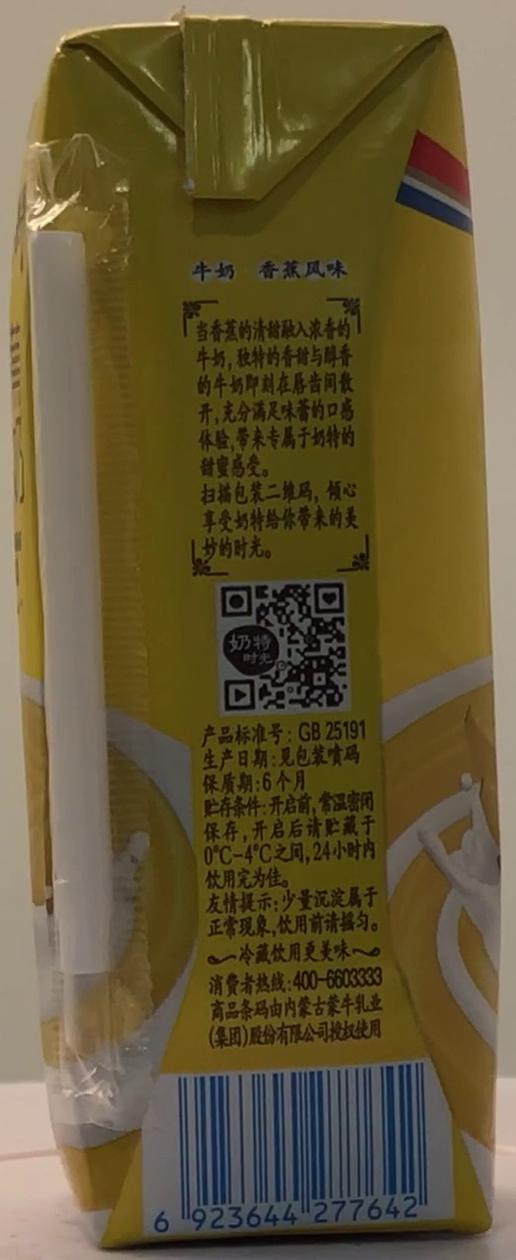 牛奶 香蕉风味
当香蕉的清甜融入浓香的
牛奶,独特的香甜与醇香
的牛奶即刻在唇齿间散
开,充分满足味蕾的口感
体验,带来专属于奶特的
甜蜜感受。
扫描包装二维码，倾心
享受奶特给你带来的美
妙的时光。
奶特
时光
产品标准号：GB 25191
生产日期:见包装喷码
保质期:6个月
贮存条件:开启前,常温密闭
保存,开启后请贮藏于
0°C-4°C之间,24小时内
饮用完为佳。
友情提示:少量沉淀属于
正常现象,饮用前请摇匀。
～冷藏饮用更美味～
消费者热线:400-6603333
商品条码由内蒙古蒙牛乳业
(集团)股份有限公司授权使用
6 923644 277642